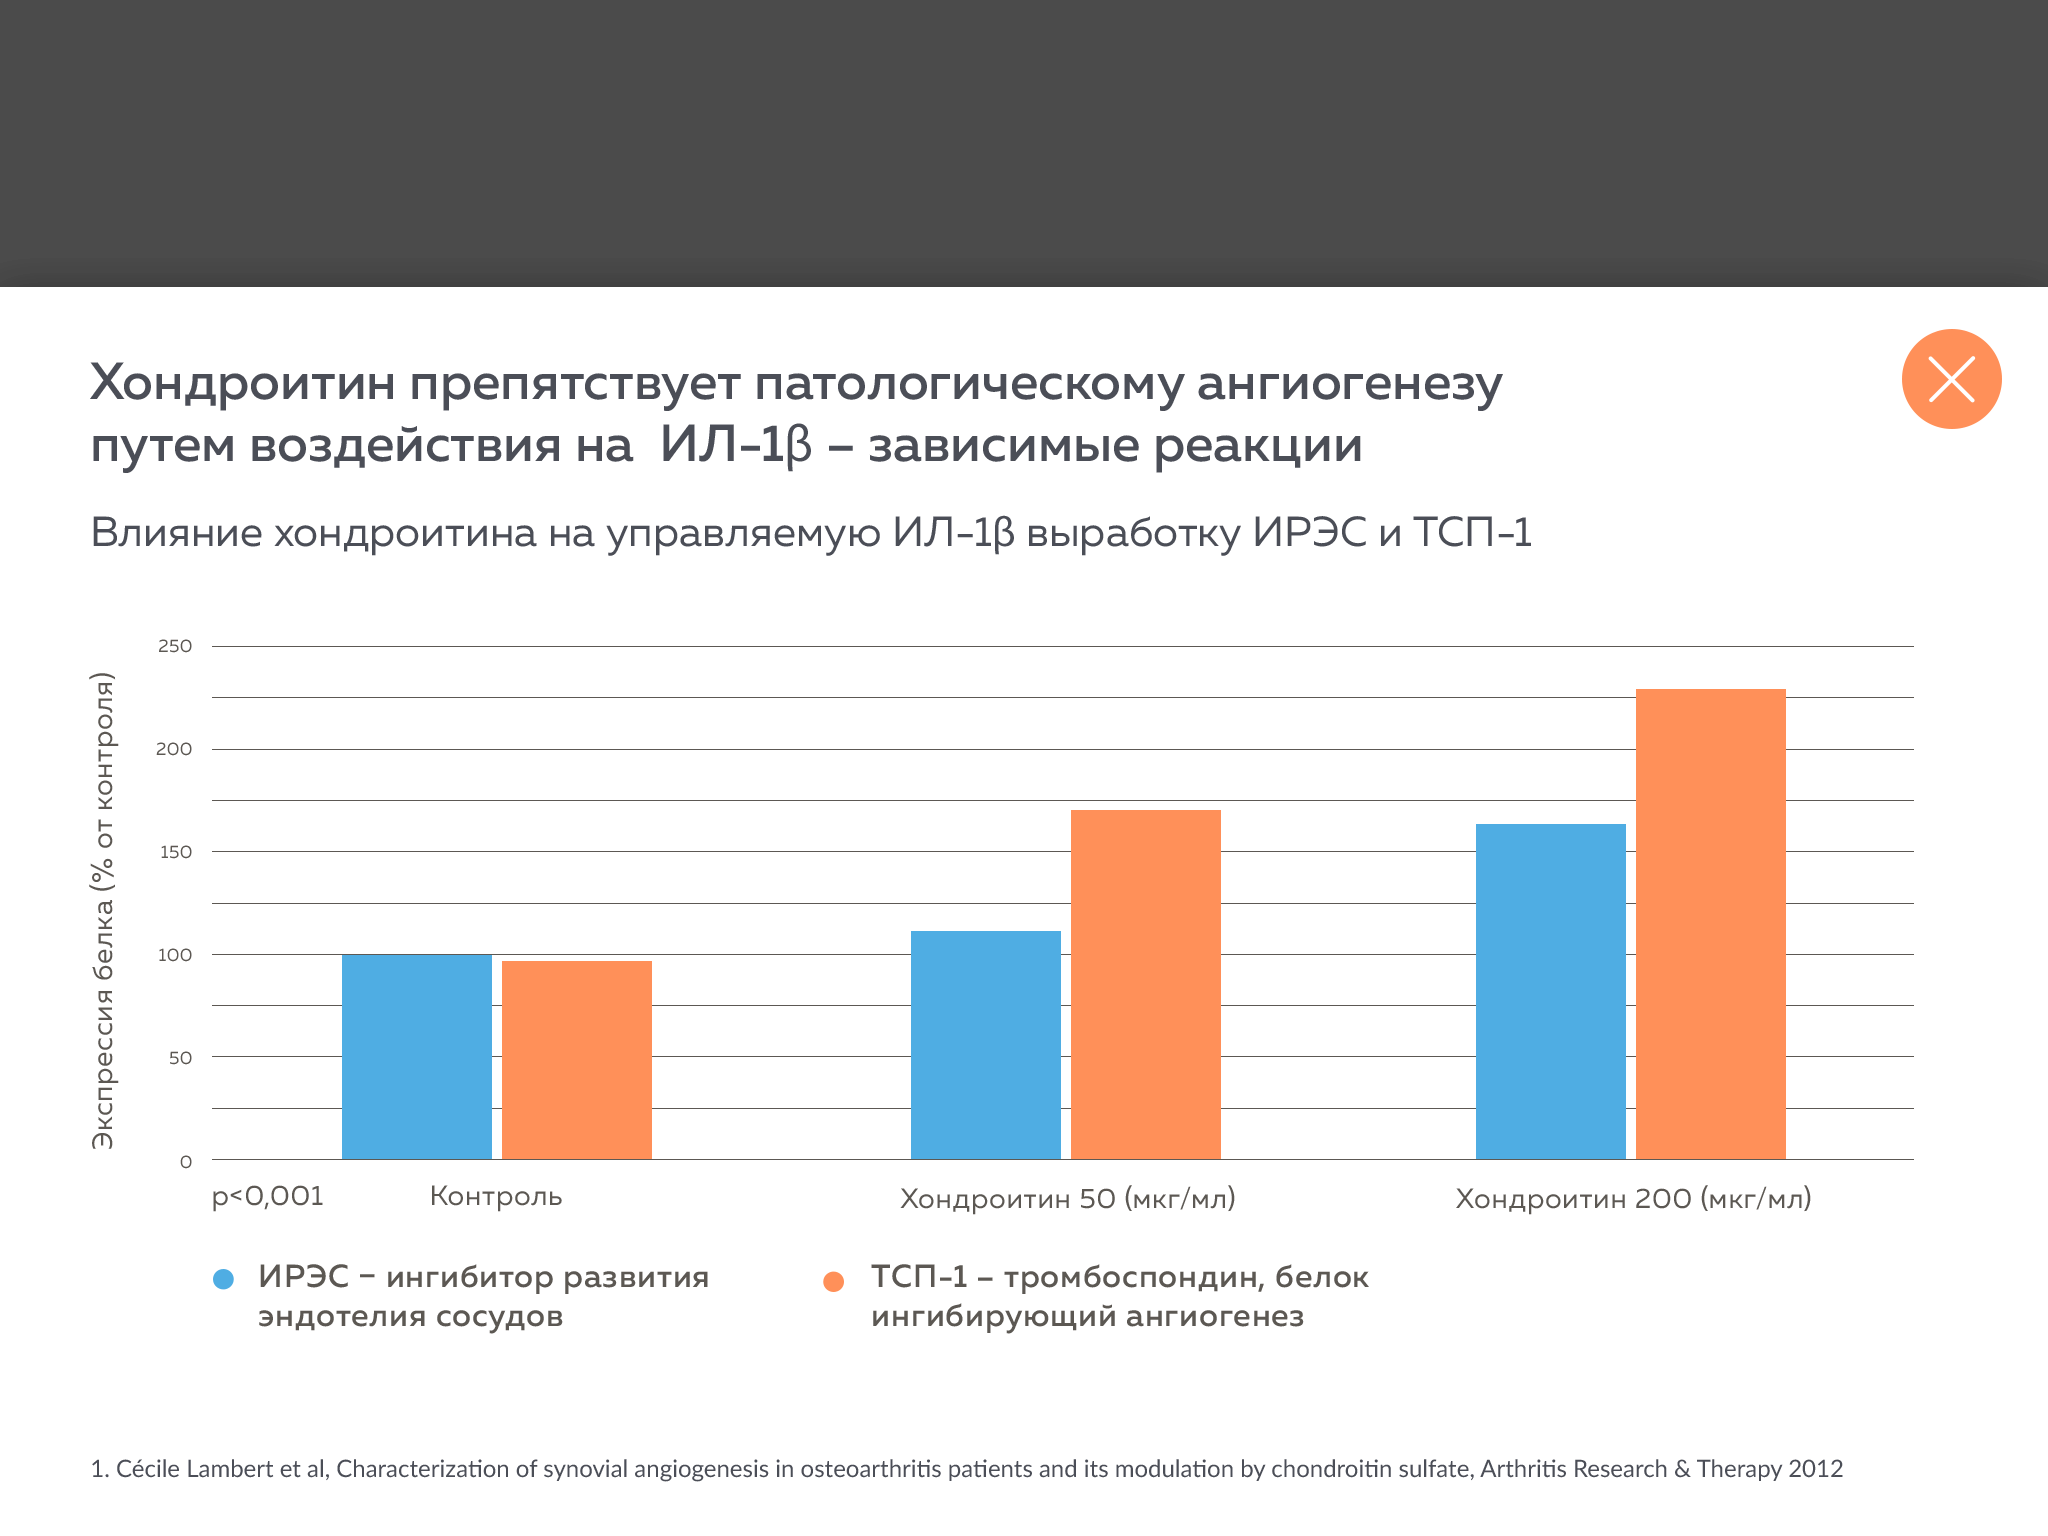 Хондроитин препятствует патологическому ангиогенезу
путем воздействия на ИЛ-1β – зависимые реакции
Влияние хондроитина на управляемую ИЛ-1β выработку ИРЭС и ТСП-1
Экспрессия белка (% от контроля)
250
200
150
100
50
0
p<0,001
Контроль
Хондроитин 50 (мкг/мл)
Хондроитин 200 (мкг/мл)
ИРЭС – ингибитор развития
эндотелия сосудов
ТСП-1 – тромбоспондин, белок
ингибирующий ангиогенез
1. Cécile Lambert et al, Characterization of synovial angiogenesis in osteoarthritis patients and its modulation by chondroitin sulfate, Arthritis Research & Therapy 2012